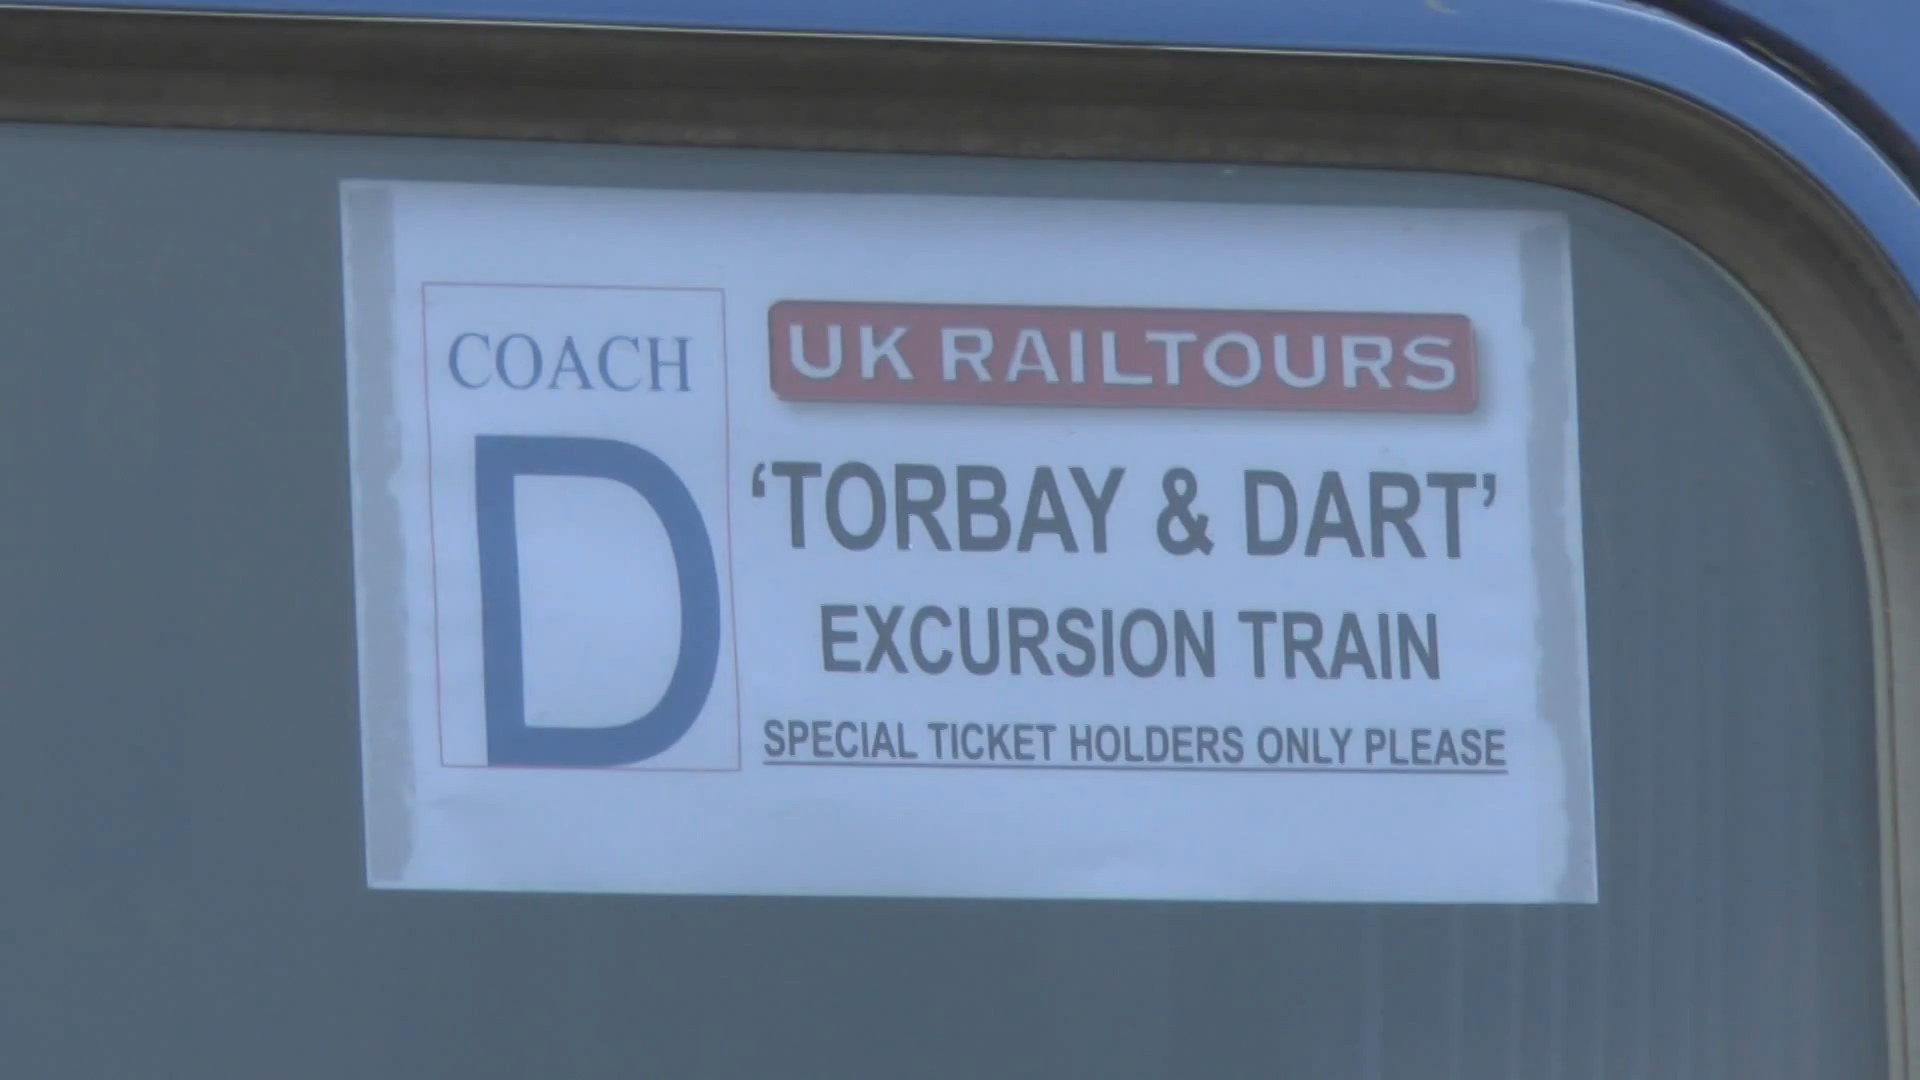 COACH
D
UK RAILTOURS
‘TORBAY & DART’
EXCURSION TRAIN
SPECIAL TICKET HOLDERS ONLY PLEASE